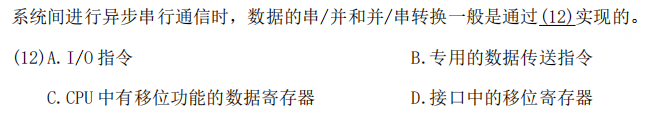 系统间进行异步串行通信时，数据的串/并和并/串转换一般是通过(12)实现的。
(12)A.I/O指令 B.专用的数据传送指令
C.CPU中有移位功能的数据寄存器 D.接口中的移位寄存器